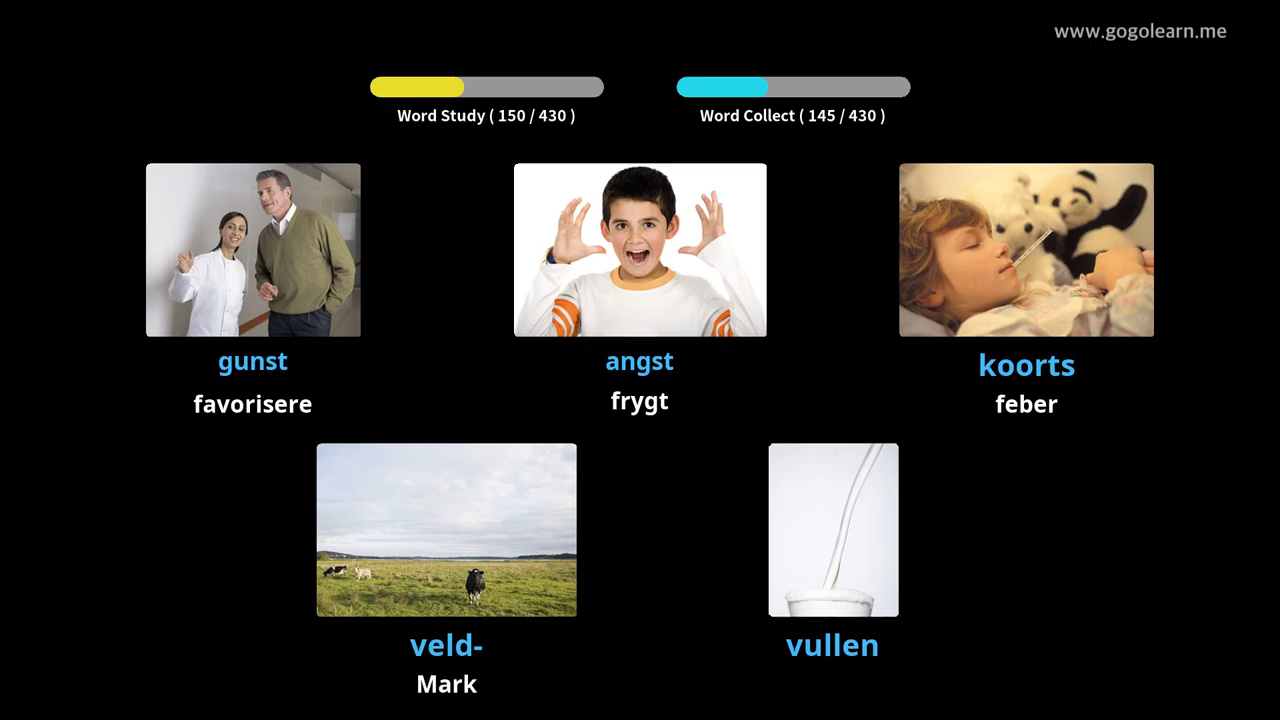 www.gogolearn.me
Word Study ( 150 / 430 )
Word Collect ( 145 / 430 )
gunst
favorisere
angst
frygt
koorts
feber
veld-
Mark
vullen